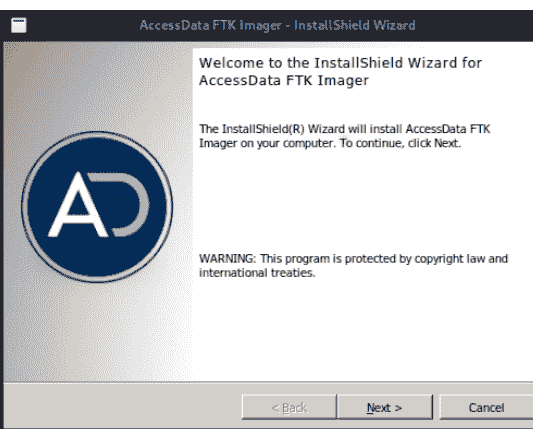 AccessData FTK Imager - InstallShield Wizard
Welcome to the InstallShield Wizard for
AccessData FTK Imager
The InstallShield(R) Wizard will install AccessData FTK
Imager on your computer. To continue, click Next.
AD
WARNING: This program is protected by copyright law and
international treaties.
< Back
Next >
Cancel